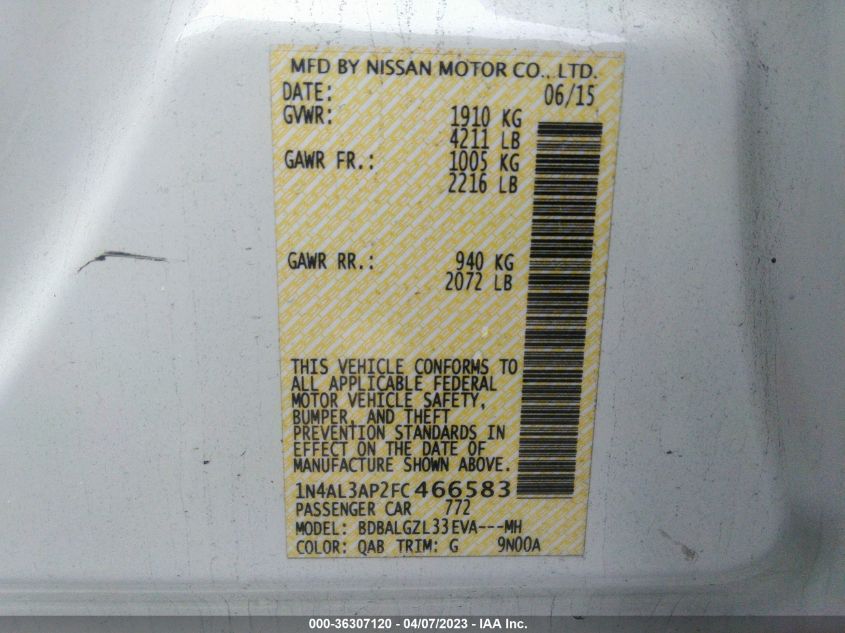 MFD BY NISSAN MOTOR CO., LTD.
DATE: 06/15
GVWR: 1910 KG
4211 LB
GAWR FR.: 1005 KG
2216 LB
GAWR RR.: 940 KG
2072 LB
THIS VEHICLE CONFORMS TO
ALL APPLICABLE FEDERAL
MOTOR VEHICLE SAFETY,
BUMPER, AND THEFT
PREVENTION STANDARDS IN
EFFECT ON THE DATE OF
MANUFACTURE SHOWN ABOVE.
1N4AL3AP2FC466583
PASSENGER CAR 772
MODEL: BDBALGZL33EVA---MH
COLOR: QAB TRIM: G 9N00A
000-36307120 - 04/07/2023 - IAA Inc.